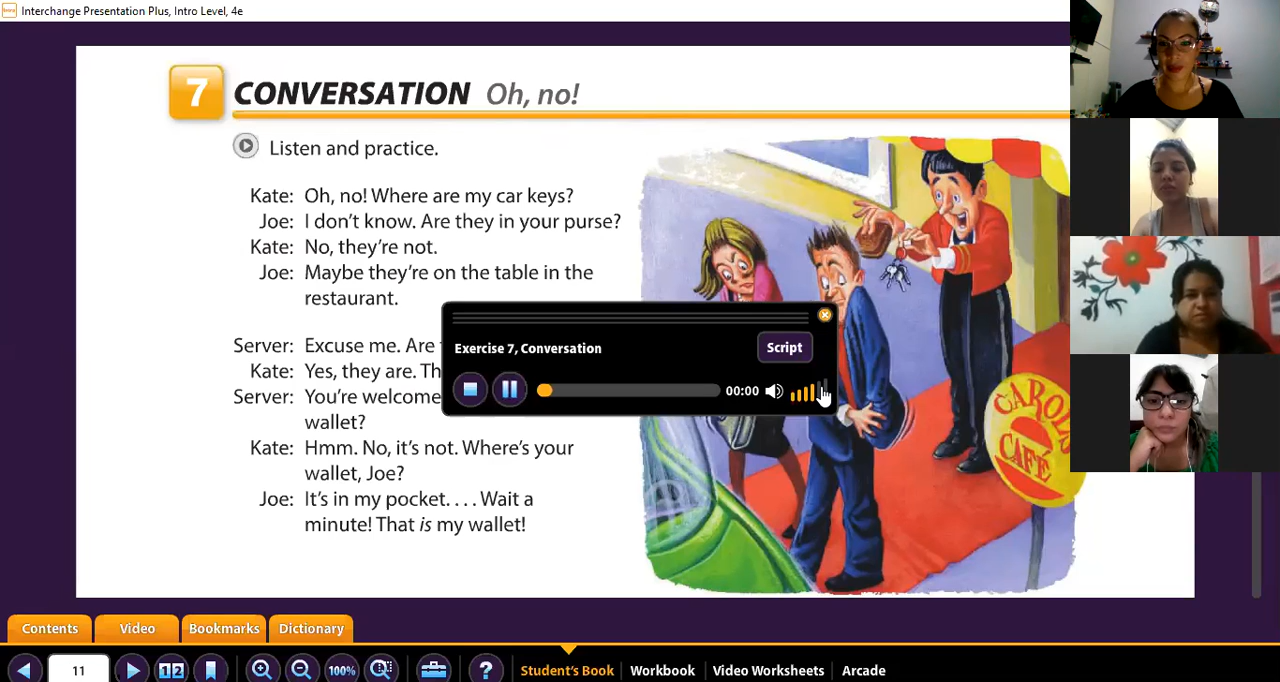 Interchange Presentation Plus, Intro Level, 4e
7 CONVERSATION Oh, no!
Listen and practice.
Kate: Oh, no! Where are my car keys?
Joe: I don't know. Are they in your purse?
Kate: No, they're not.
Joe: Maybe they're on the table in the
restaurant.
Server: Excuse me. Are
Kate: Yes, they are. Th
Server: You're welcome
wallet?
Kate: Hmm. No, it's not. Where's your
wallet, Joe?
Joe: It's in my pocket. . . . Wait a
minute! That is my wallet!
Exercise 7, Conversation
Script
00:00
CAROL'S
CAFÉ
Contents Video Bookmarks Dictionary
11 1 2 100% ? Student's Book Workbook Video Worksheets Arcade